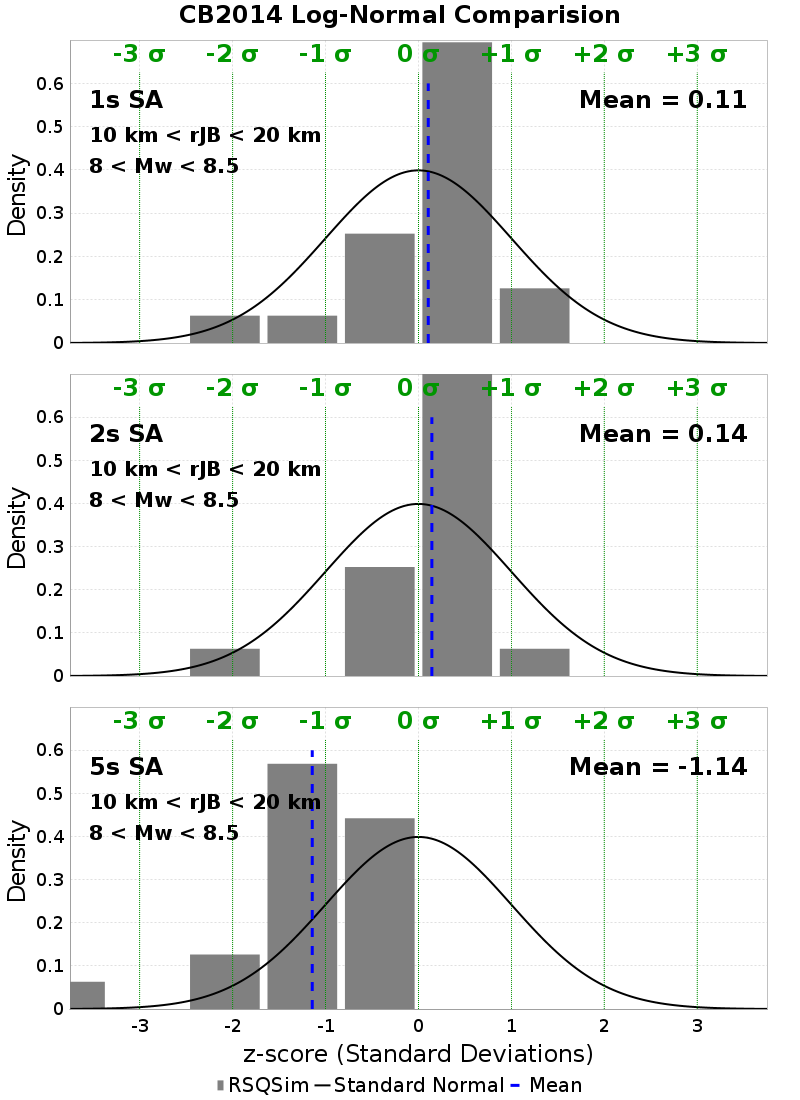 CB2014 Log-Normal Comparision
-3 σ -2 σ -1 σ 0 σ +1 σ +2 σ +3 σ
1s SA Mean = 0.11
10 km < rJB < 20 km
8 < Mw < 8.5
Density
0.6
0.5
0.4
0.3
0.2
0.1
0
-3 σ -2 σ -1 σ 0 σ +1 σ +2 σ +3 σ
2s SA Mean = 0.14
10 km < rJB < 20 km
8 < Mw < 8.5
Density
0.6
0.5
0.4
0.3
0.2
0.1
0
-3 σ -2 σ -1 σ 0 σ +1 σ +2 σ +3 σ
5s SA Mean = -1.14
10 km < rJB < 20 km
8 < Mw < 8.5
Density
0.6
0.5
0.4
0.3
0.2
0.1
0
-3 -2 -1 0 1 2 3
z-score (Standard Deviations)
RSQSim Standard Normal Mean